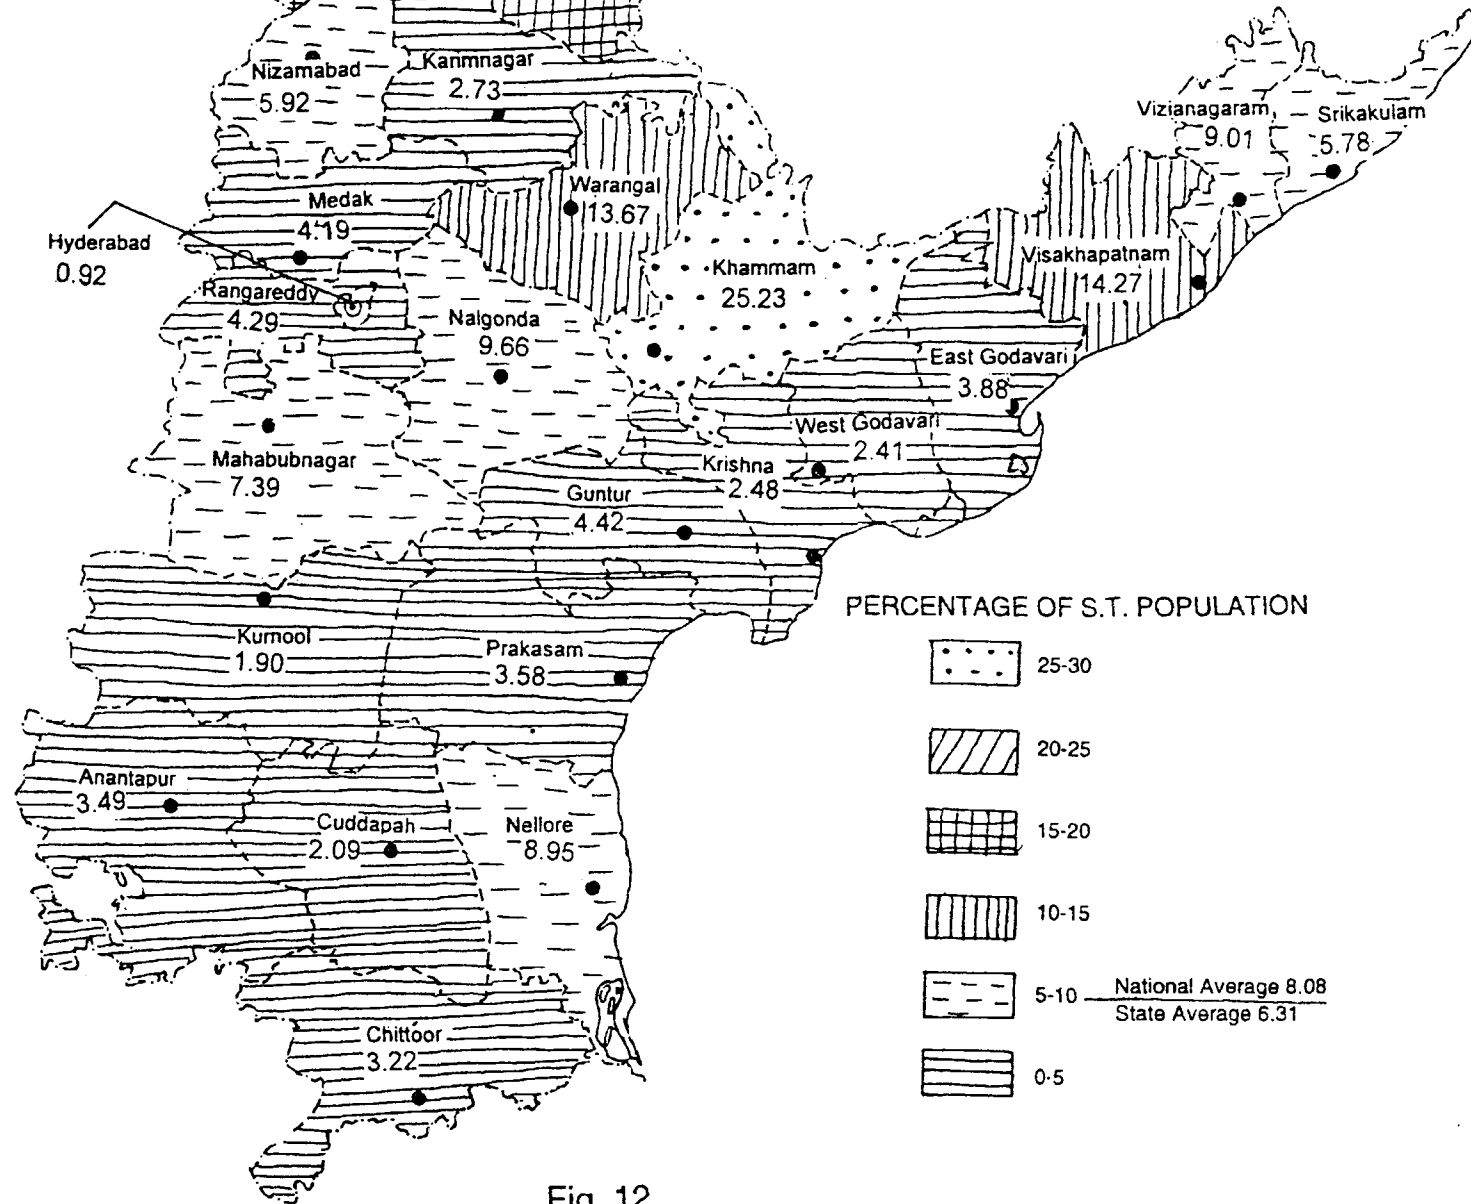 Nizamabad
5.92
Karimnagar
2.73
Vizianagaram
9.01
Srikakulam
5.78
Warangal
13.67
Medak
4.19
Hyderabad
0.92
Rangareddy
4.29
Khammam
25.23
Visakhapatnam
14.27
Nalgonda
9.66
East Godavari
3.88
West Godavari
2.41
Mahabubnagar
7.39
Krishna
2.48
Guntur
4.42
Kurnool
1.90
Prakasam
3.58
Anantapur
3.49
Cuddapah
2.09
Nellore
8.95
Chittoor
3.22
PERCENTAGE OF S.T. POPULATION
25-30
20-25
15-20
10-15
5-10
National Average 8.08
State Average 6.31
0-5
Fig. 12